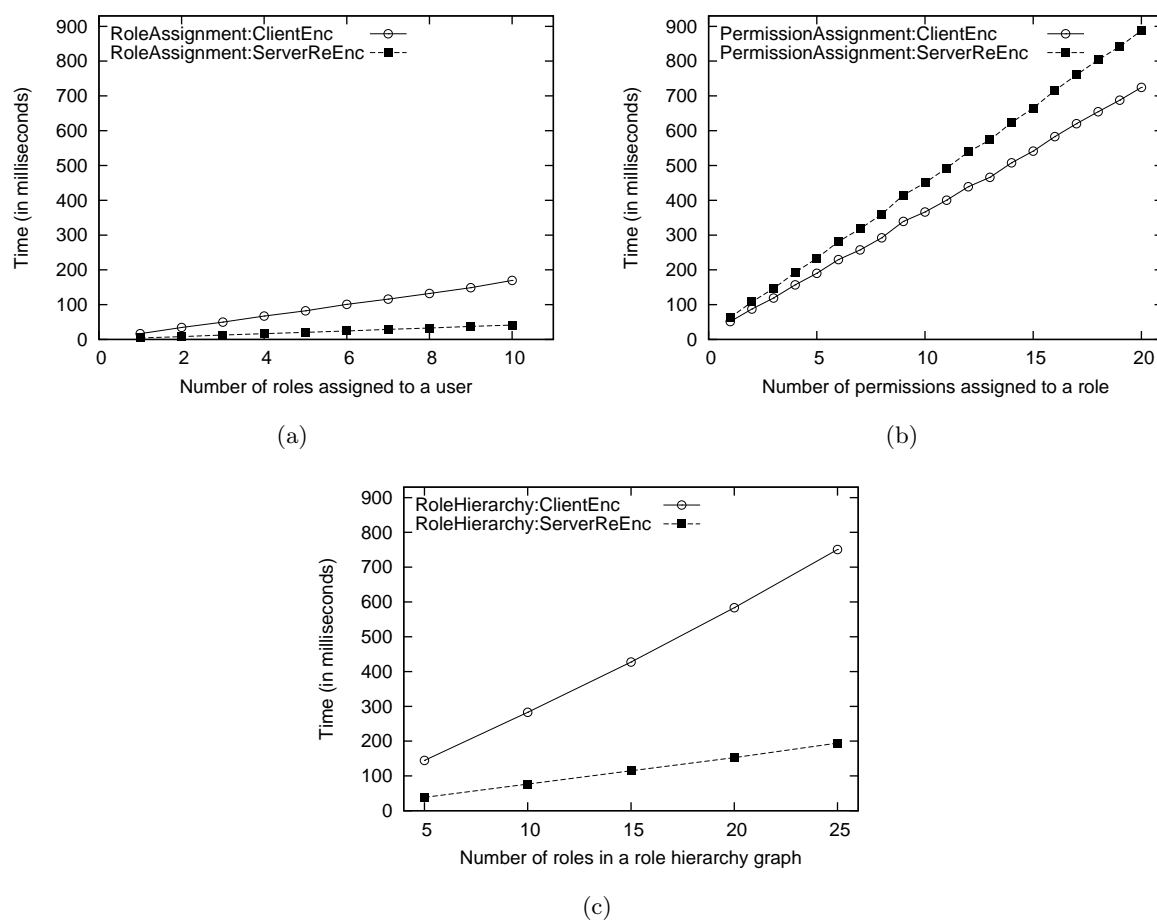 900
800
700
600
500
400
300
200
100
0
Time (in milliseconds)
RoleAssignment:ClientEnc
RoleAssignment:ServerReEnc
0 2 4 6 8 10
Number of roles assigned to a user
(a)
900
800
700
600
500
400
300
200
100
0
Time (in milliseconds)
PermissionAssignment:ClientEnc
PermissionAssignment:ServerReEnc
0 5 10 15 20
Number of permissions assigned to a role
(b)
900
800
700
600
500
400
300
200
100
0
Time (in milliseconds)
RoleHierarchy:ClientEnc
RoleHierarchy:ServerReEnc
5 10 15 20 25
Number of roles in a role hierarchy graph
(c)